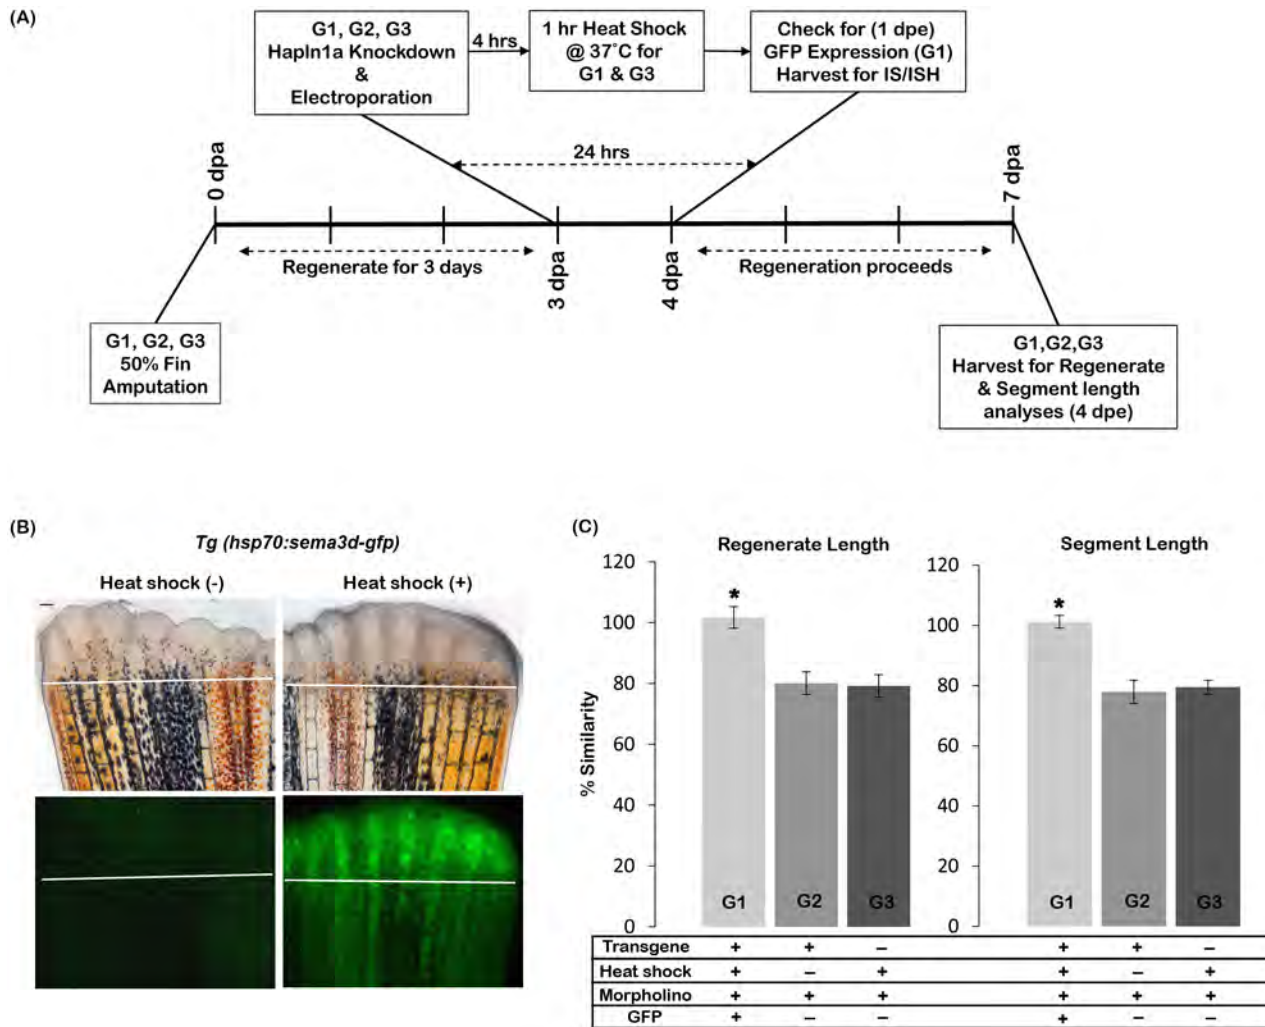 (A)
G1, G2, G3
Hapln1a Knockdown
&
Electroporation
4 hrs
1 hr Heat Shock
@ 37°C for
G1 & G3
Check for (1 dpe)
GFP Expression (G1)
Harvest for IS/ISH
24 hrs
0 dpa
7 dpa
Regenerate for 3 days
3 dpa
4 dpa
Regeneration proceeds
G1, G2, G3
50% Fin
Amputation
G1,G2,G3
Harvest for Regenerate
& Segment length
analyses (4 dpe)
(B)
Tg (hsp70:sema3d-gfp)
Heat shock (-)
Heat shock (+)
(C)
Regenerate Length
Segment Length
% Similarity
120
100
80
60
40
20
0
*
G1
G2
G3
120
100
80
60
40
20
0
*
G1
G2
G3
Transgene + + – + + –
Heat shock + – + + – +
Morpholino + + + + + +
GFP + – – + – –